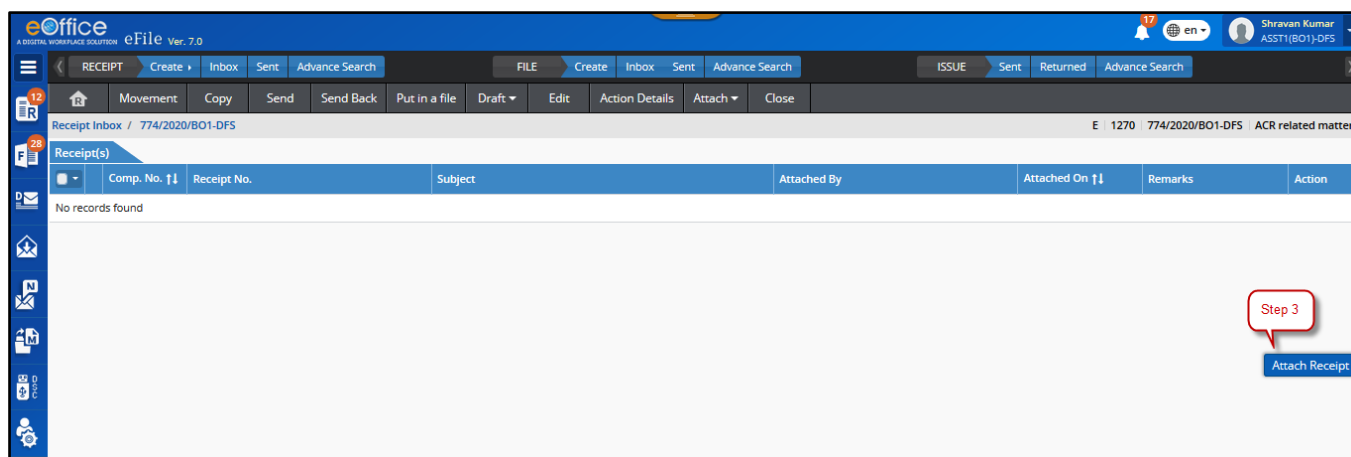 eOffice
A DIGITAL WORKPLACE SOLUTION eFile Ver. 7.0
17
en
Shravan Kumar
ASST1(BO1)-DFS
RECEIPT Create Inbox Sent Advance Search FILE Create Inbox Sent Advance Search ISSUE Sent Returned Advance Search
12
R
R Movement Copy Send Send Back Put in a file Draft Edit Action Details Attach Close
Receipt Inbox / 774/2020/BO1-DFS E 1270 774/2020/BO1-DFS ACR related matter
28
F
Receipt(s)
Comp. No. Receipt No. Subject Attached By Attached On Remarks Action
D
No records found
N
Step 3
M
Attach Receipt
DSC